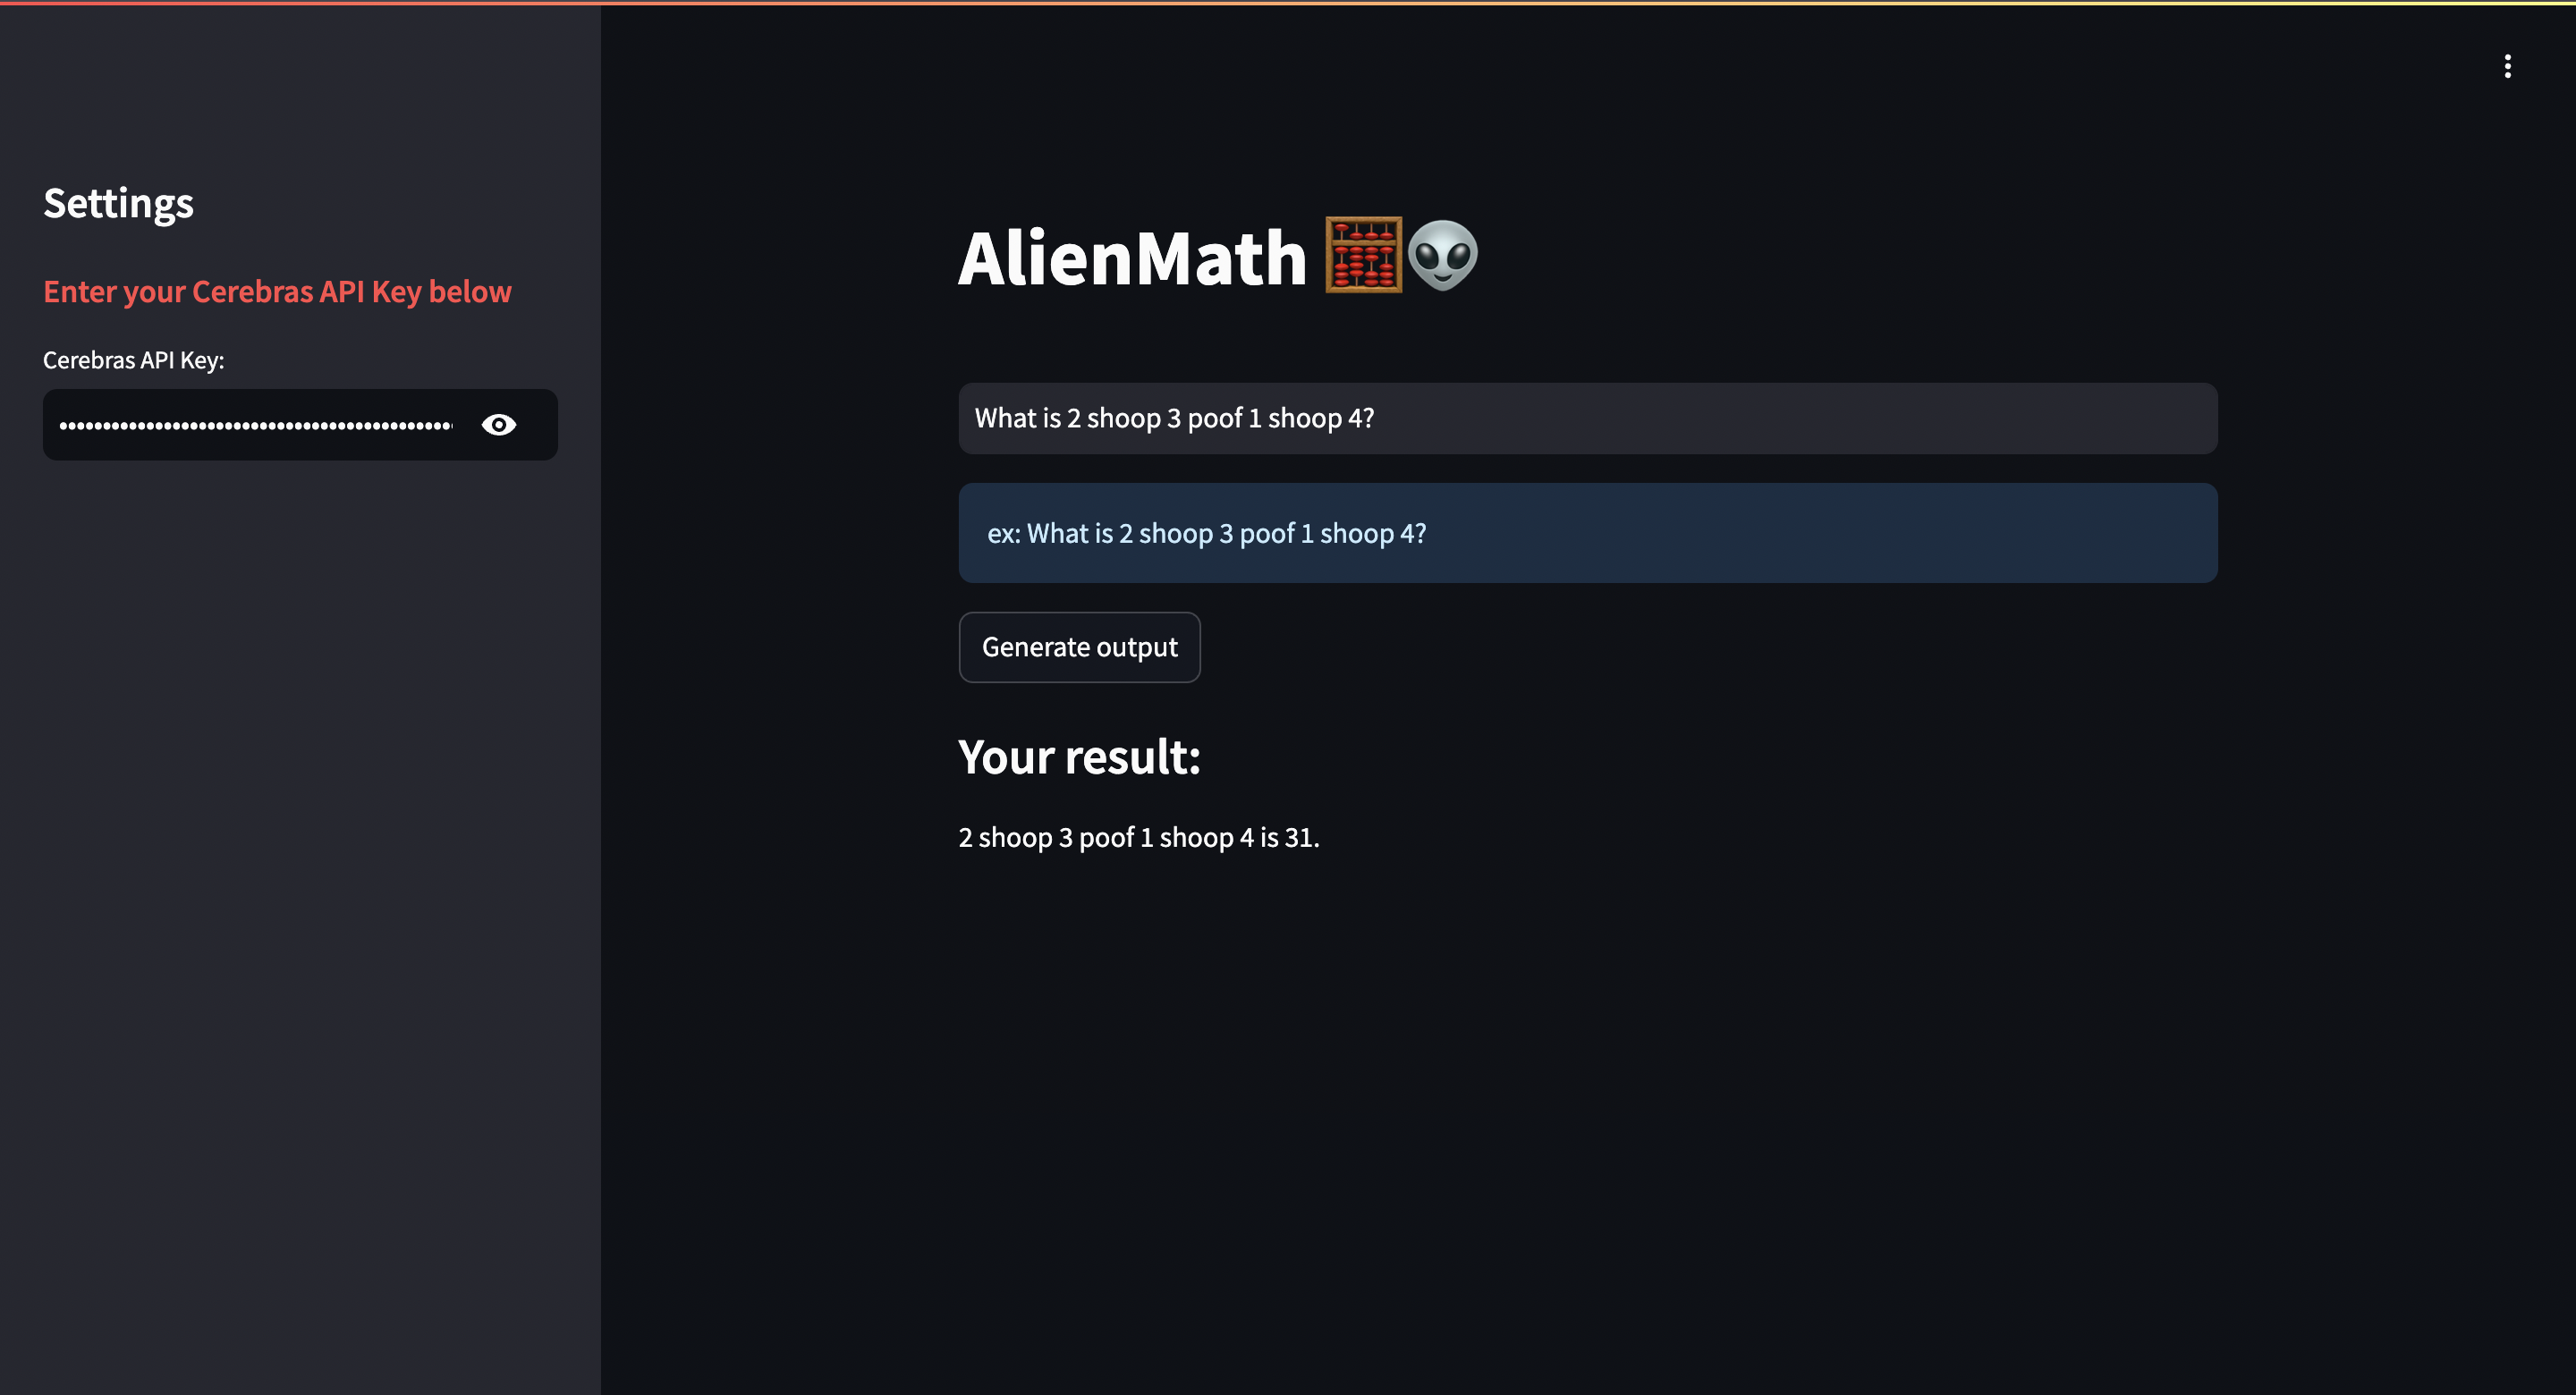 Settings
Enter your Cerebras API Key below
Cerebras API Key:
AlienMath 🧮👽
What is 2 shoop 3 poof 1 shoop 4?
ex: What is 2 shoop 3 poof 1 shoop 4?
Generate output
Your result:
2 shoop 3 poof 1 shoop 4 is 31.